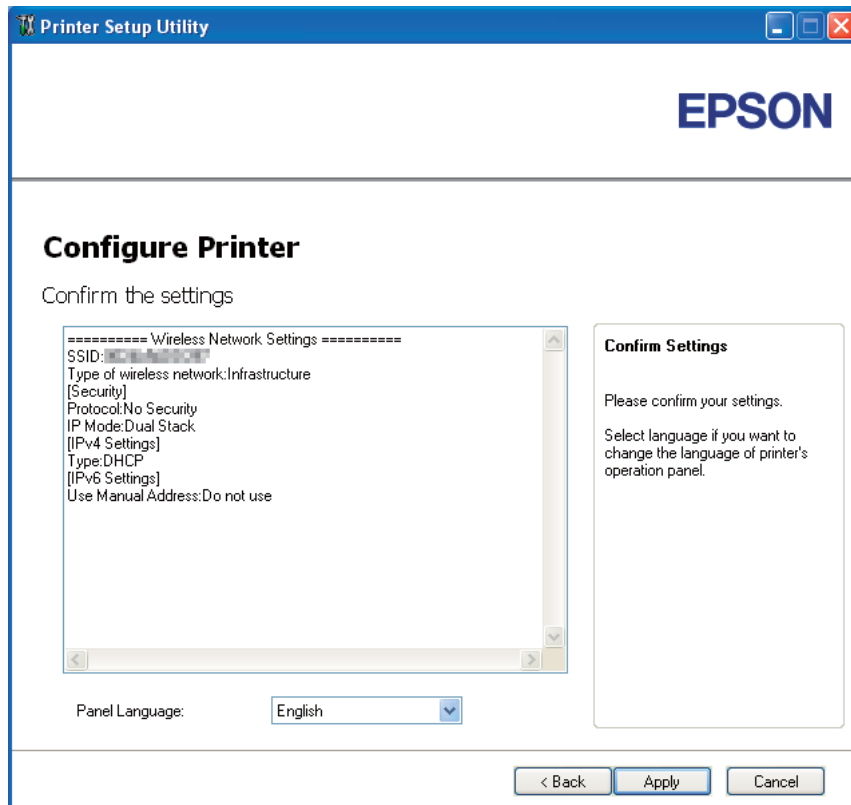 Printer Setup Utility
EPSON
Configure Printer
Confirm the settings
========== Wireless Network Settings ==========
SSID:
Type of wireless network:Infrastructure
[Security]
Protocol:No Security
IP Mode:Dual Stack
[IPv4 Settings]
Type:DHCP
[IPv6 Settings]
Use Manual Address:Do not use
Confirm Settings
Please confirm your settings.
Select language if you want to
change the language of printer's
operation panel.
Panel Language:
English
< Back
Apply
Cancel